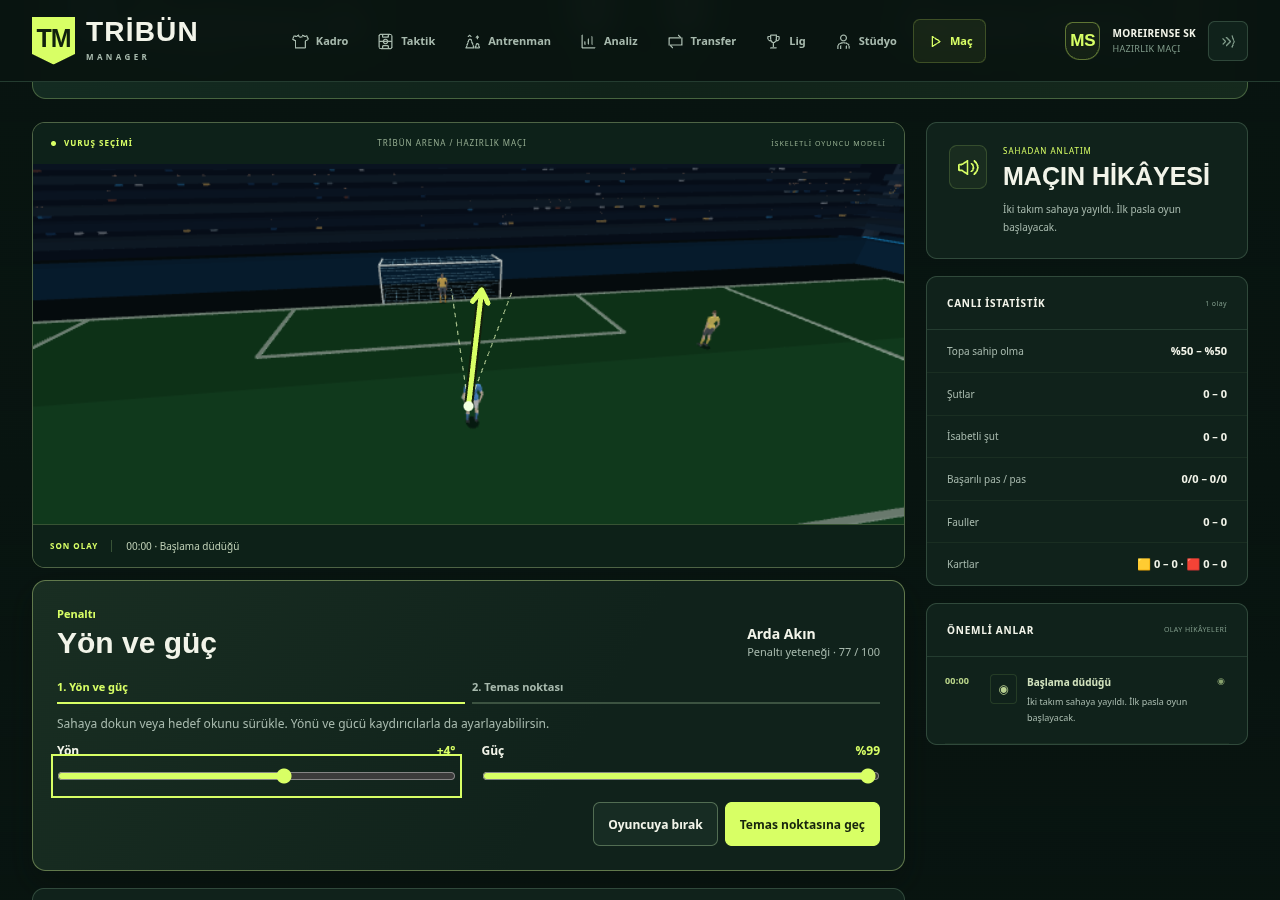 TM TRİBÜN
MANAGER
Kadro
Taktik
Antrenman
Analiz
Transfer
Lig
Stüdyo
Maç
MS
MOREIRENSE SK
HAZIRLIK MAÇI
VURUŞ SEÇİMİ
TRİBÜN ARENA / HAZIRLIK MAÇI
İSKELETLİ OYUNCU MODELİ
SON OLAY
00:00 · Başlama düdüğü
Penaltı
Yön ve güç
Arda Akın
Penaltı yeteneği · 77 / 100
1. Yön ve güç
2. Temas noktası
Sahaya dokun veya hedef okunu sürükle. Yönü ve gücü kaydırıcılarla da ayarlayabilirsin.
Yön
+4°
Güç
%99
Oyuncuya bırak
Temas noktasına geç
SAHADAN ANLATIM
MAÇIN HİKÂYESİ
İki takım sahaya yayıldı. İlk pasla oyun
başlayacak.
CANLI İSTATİSTİK
1 olay
Topa sahip olma
%50 – %50
Şutlar
0 – 0
İsabetli şut
0 – 0
Başarılı pas / pas
0/0 – 0/0
Fauller
0 – 0
Kartlar
🟨 0 – 0 · 🟥 0 – 0
ÖNEMLİ ANLAR
OLAY HİKÂYELERİ
00:00
Başlama düdüğü
İki takım sahaya yayıldı. İlk pasla oyun
başlayacak.